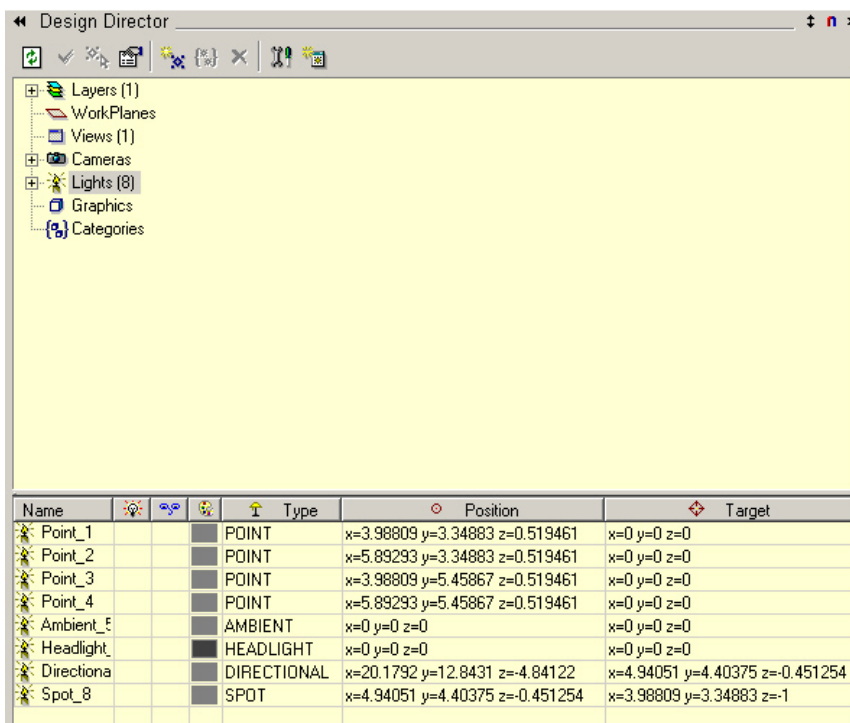 Design Director
Layers (1)
WorkPlanes
Views (1)
Cameras
Lights (8)
Graphics
Categories
Name Type Position Target
Point_1 POINT x=3.98809 y=3.34883 z=0.519461 x=0 y=0 z=0
Point_2 POINT x=5.89293 y=3.34883 z=0.519461 x=0 y=0 z=0
Point_3 POINT x=3.98809 y=5.45867 z=0.519461 x=0 y=0 z=0
Point_4 POINT x=5.89293 y=5.45867 z=0.519461 x=0 y=0 z=0
Ambient_5 AMBIENT x=0 y=0 z=0 x=0 y=0 z=0
Headlight_ HEADLIGHT x=0 y=0 z=0 x=0 y=0 z=0
Directiona DIRECTIONAL x=20.1792 y=12.8431 z=-4.84122 x=4.94051 y=4.40375 z=-0.451254
Spot_8 SPOT x=4.94051 y=4.40375 z=-0.451254 x=3.98809 y=3.34883 z=-1